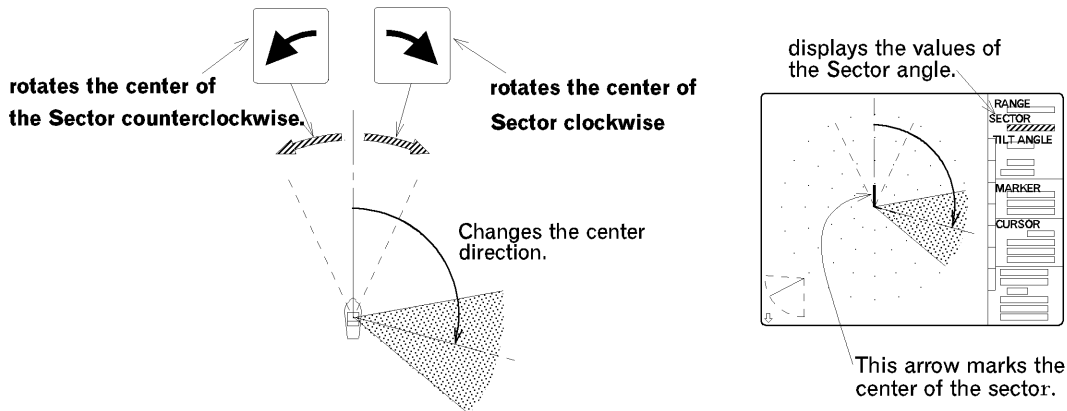 rotates the center of
the Sector counterclockwise.
rotates the center of
Sector clockwise
Changes the center
direction.
displays the values of
the Sector angle.
RANGE
SECTOR
TILT ANGLE
MARKER
CURSOR
This arrow marks the
center of the sector.